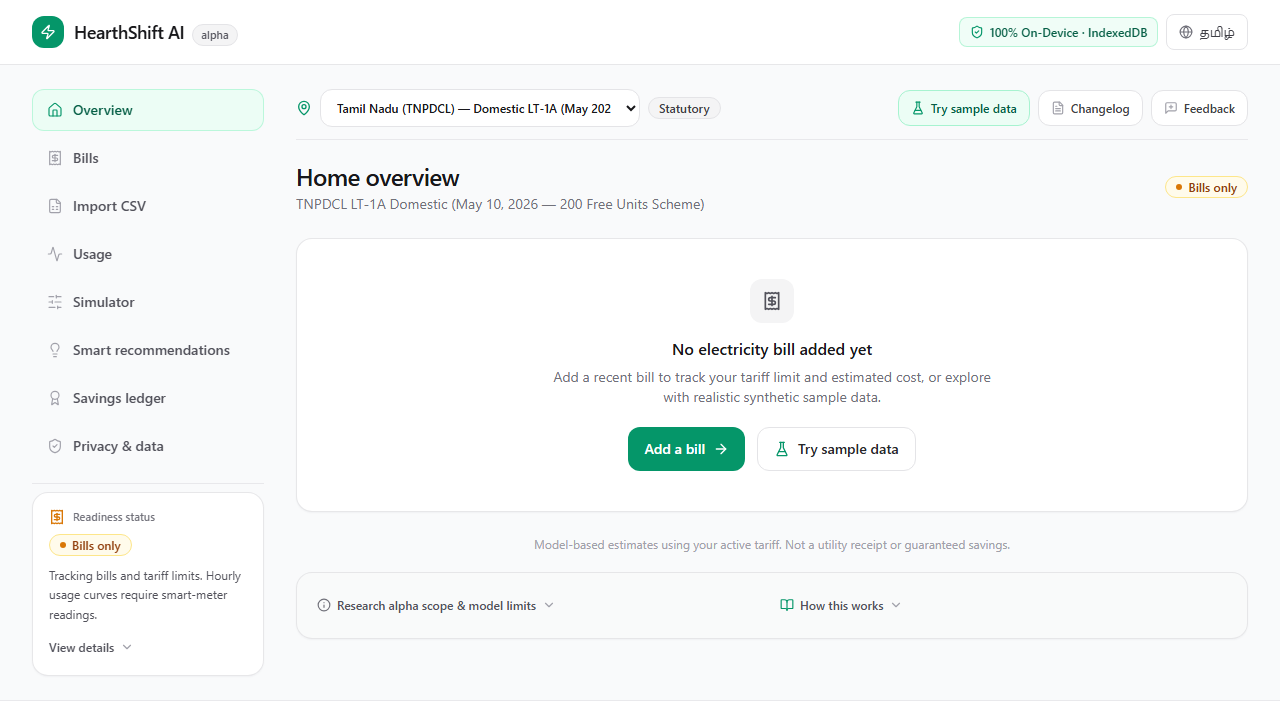 HearthShift AI
alpha
100% On-Device · IndexedDB
தமிழ்
Overview
Bills
Import CSV
Usage
Simulator
Smart recommendations
Savings ledger
Privacy & data
Readiness status
Bills only
Tracking bills and tariff limits. Hourly
usage curves require smart-meter
readings.
View details
Tamil Nadu (TNPDCL) — Domestic LT-1A (May 202
Statutory
Try sample data
Changelog
Feedback
Home overview
TNPDCL LT-1A Domestic (May 10, 2026 — 200 Free Units Scheme)
Bills only
No electricity bill added yet
Add a recent bill to track your tariff limit and estimated cost, or explore
with realistic synthetic sample data.
Add a bill
Try sample data
Model-based estimates using your active tariff. Not a utility receipt or guaranteed savings.
Research alpha scope & model limits
How this works